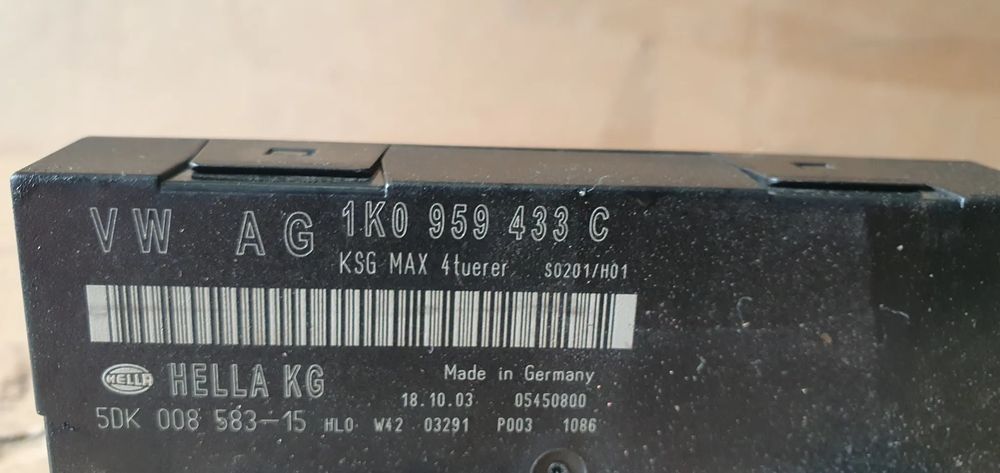 VW AG 1K0 959 433 C
KSG MAX 4tuerer S0201/H01
HELLA HELLA KG Made in Germany
18.10.03 05450800
5DK 008 583-15 HLO W42 03291 P003 1086